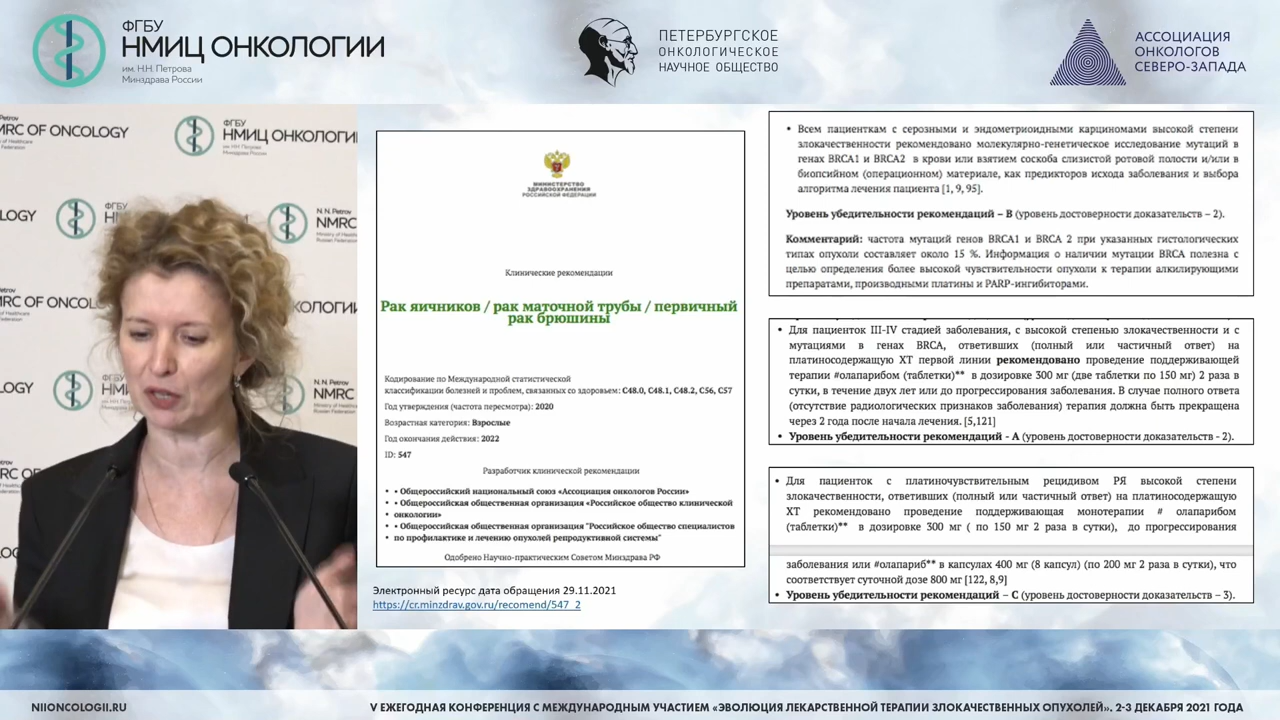 ФГБУ
НМИЦ ОНКОЛОГИИ
им. Н.Н. Петрова
Минздрава России
ПЕТЕРБУРГСКОЕ
ОНКОЛОГИЧЕСКОЕ
НАУЧНОЕ ОБЩЕСТВО
АССОЦИАЦИЯ
ОНКОЛОГОВ
СЕВЕРО-ЗАПАДА
Petrov
MRC OF ONCOLOGY
ФГБУ
НМИЦ ОНКОЛОГИИ
OLOGY
N.N. Petrov
NMRC
ОНКОЛОГИИ
LOGY
N.N. Petrov
NMRC
МИНИСТЕРСТВО
ЗДРАВООХРАНЕНИЯ
РОССИЙСКОЙ ФЕДЕРАЦИИ
Клинические рекомендации
Рак яичников / рак маточной трубы / первичный
рак брюшины
Кодирование по Международной статистической
классификации болезней и проблем, связанных со здоровьем: C48.0, C48.1, C48.2, C56, C57
Год утверждения (частота пересмотра): 2020
Возрастная категория: Взрослые
Год окончания действия: 2022
ID: 547
Разработчик клинической рекомендации
• • Общероссийский национальный союз «Ассоциация онкологов России»
• • Общероссийская общественная организация «Российское общество клинической
• онкологии»
• • Общероссийская общественная организация "Российское общество специалистов
• по профилактике и лечению опухолей репродуктивной системы"
Одобрено Научно-практическим Советом Минздрава РФ
Электронный ресурс дата обращения 29.11.2021
https://cr.minzdrav.gov.ru/recomend/547_2
• Всем пациенткам с серозными и эндометриоидными карциномами высокой степени
злокачественности рекомендовано молекулярно-генетическое исследование мутаций в
генах BRCA1 и BRCA2 в крови или взятием соскоба слизистой ротовой полости и/или в
биопсийном (операционном) материале, как предикторов исхода заболевания и выбора
алгоритма лечения пациента [1, 9, 95].
Уровень убедительности рекомендаций – B (уровень достоверности доказательств – 2).
Комментарий: частота мутаций генов BRCA1 и BRCA 2 при указанных гистологических
типах опухоли составляет около 15 %. Информация о наличии мутации BRCA полезна с
целью определения более высокой чувствительности опухоли к терапии алкилирующими
препаратами, производными платины и PARP-ингибиторами.
• Для пациенток III-IV стадией заболевания, с высокой степенью злокачественности и с
мутациями в генах BRCA, ответивших (полный или частичный ответ) на
платиносодержащую ХТ первой линии рекомендовано проведение поддерживающей
терапии #олапарибом (таблетки)** в дозировке 300 мг (две таблетки по 150 мг) 2 раза в
сутки, в течение двух лет или до прогрессирования заболевания. В случае полного ответа
(отсутствие радиологических признаков заболевания) терапия должна быть прекращена
через 2 года после начала лечения. [5,121]
• Уровень убедительности рекомендаций - А (уровень достоверности доказательств - 2).
• Для пациенток с платиночувствительным рецидивом РЯ высокой степени
злокачественности, ответивших (полный или частичный ответ) на платиносодержащую
ХТ рекомендовано проведение поддерживающая монотерапии # олапарибом
(таблетки)** в дозировке 300 мг ( по 150 мг 2 раза в сутки), до прогрессирования
заболевания или #олапариб** в капсулах 400 мг (8 капсул) (по 200 мг 2 раза в сутки), что
соответствует суточной дозе 800 мг [122, 8,9]
• Уровень убедительности рекомендаций – С (уровень достоверности доказательств – 3).
NIIONCOLOGII.RU
V ЕЖЕГОДНАЯ КОНФЕРЕНЦИЯ С МЕЖДУНАРОДНЫМ УЧАСТИЕМ «ЭВОЛЮЦИЯ ЛЕКАРСТВЕННОЙ ТЕРАПИИ ЗЛОКАЧЕСТВЕННЫХ ОПУХОЛЕЙ». 2-3 ДЕКАБРЯ 2021 ГОДА